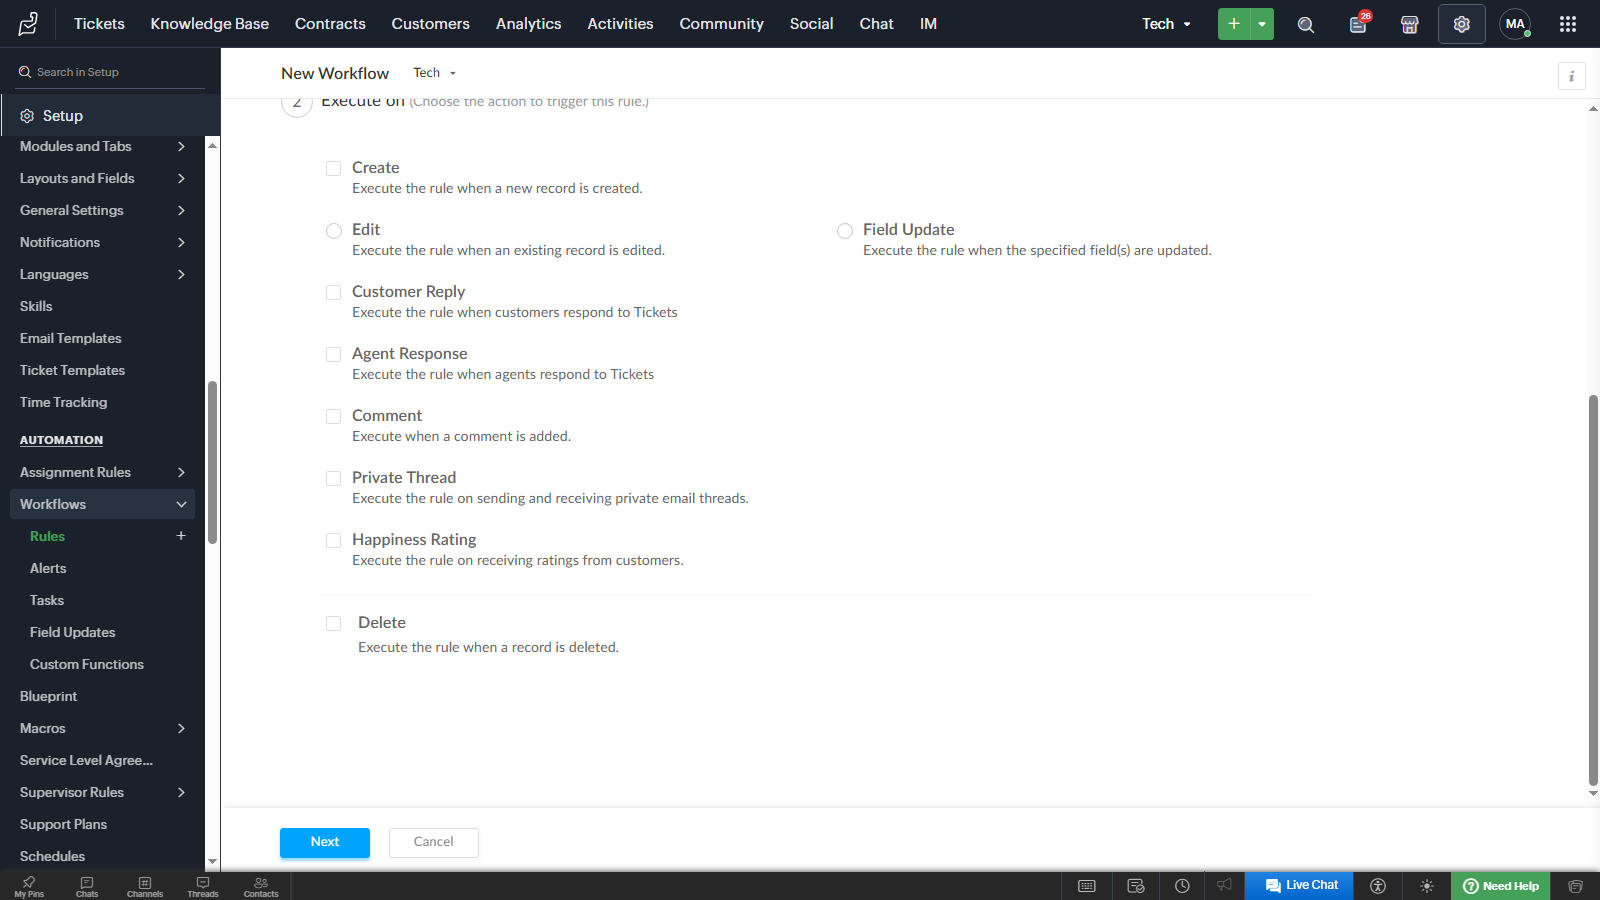 Tickets Knowledge Base Contracts Customers Analytics Activities Community Social Chat IM Tech + 26 MA
Search in Setup
Setup
Modules and Tabs
Layouts and Fields
General Settings
Notifications
Languages
Skills
Email Templates
Ticket Templates
Time Tracking
AUTOMATION
Assignment Rules
Workflows
Rules +
Alerts
Tasks
Field Updates
Custom Functions
Blueprint
Macros
Service Level Agree...
Supervisor Rules
Support Plans
Schedules
New Workflow Tech
i
2 Execute on (Choose the action to trigger this rule.)
Create
Execute the rule when a new record is created.
Edit
Execute the rule when an existing record is edited.
Field Update
Execute the rule when the specified field(s) are updated.
Customer Reply
Execute the rule when customers respond to Tickets
Agent Response
Execute the rule when agents respond to Tickets
Comment
Execute when a comment is added.
Private Thread
Execute the rule on sending and receiving private email threads.
Happiness Rating
Execute the rule on receiving ratings from customers.
Delete
Execute the rule when a record is deleted.
Next Cancel
My Pins Chats Channels Threads Contacts Live Chat ? Need Help